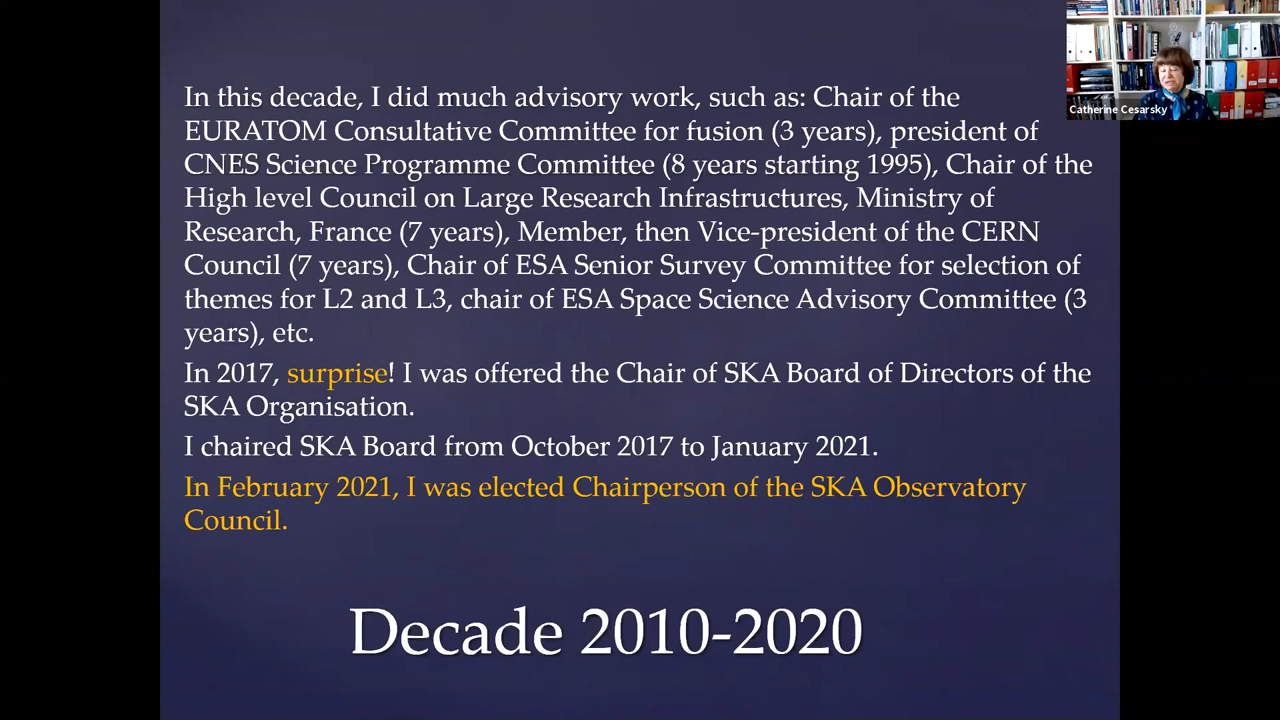 In this decade, I did much advisory work, such as: Chair of the
EURATOM Consultative Committee for fusion (3 years), president of
CNES Science Programme Committee (8 years starting 1995), Chair of the
High level Council on Large Research Infrastructures, Ministry of
Research, France (7 years), Member, then Vice-president of the CERN
Council (7 years), Chair of ESA Senior Survey Committee for selection of
themes for L2 and L3, chair of ESA Space Science Advisory Committee (3
years), etc.
In 2017, surprise! I was offered the Chair of SKA Board of Directors of the
SKA Organisation.
I chaired SKA Board from October 2017 to January 2021.
In February 2021, I was elected Chairperson of the SKA Observatory
Council.
Decade 2010-2020
Catherine Cesarsky